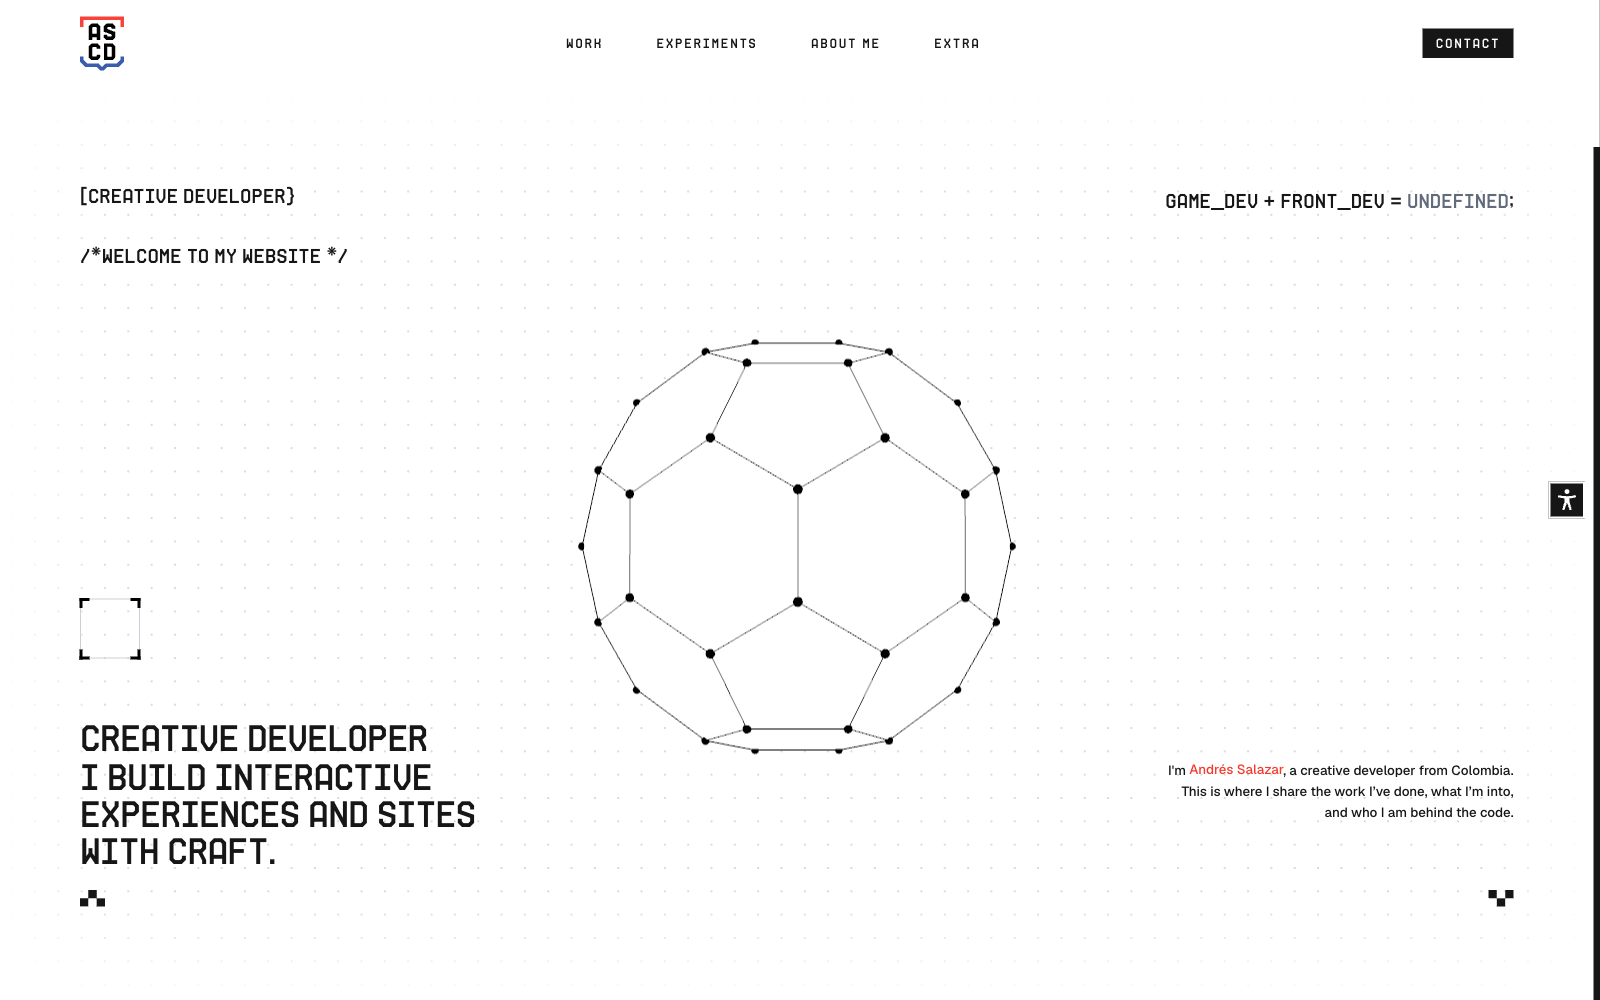 AS
CD
WORK
EXPERIMENTS
ABOUT ME
EXTRA
CONTACT
[CREATIVE DEVELOPER}
/*WELCOME TO MY WEBSITE */
GAME_DEV + FRONT_DEV = UNDEFINED;
CREATIVE DEVELOPER
I BUILD INTERACTIVE
EXPERIENCES AND SITES
WITH CRAFT.
I'm Andrés Salazar, a creative developer from Colombia.
This is where I share the work I’ve done, what I’m into,
and who I am behind the code.